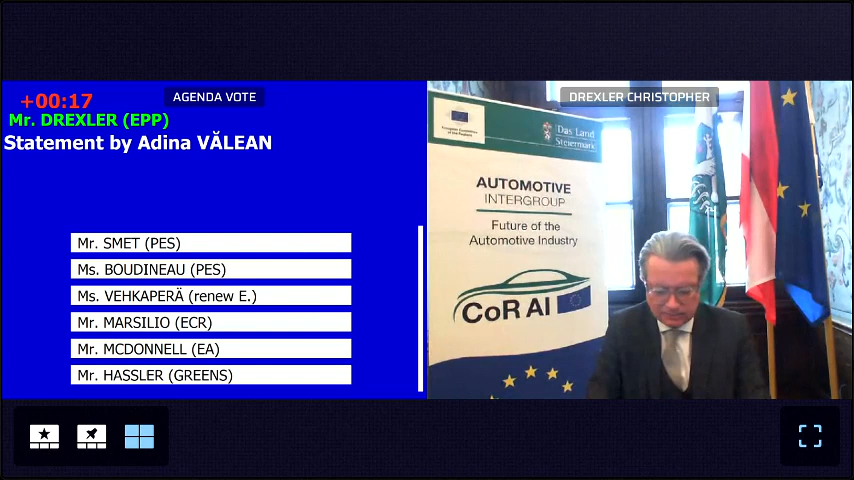 +00:17
AGENDA VOTE
Mr. DREXLER (EPP)
Statement by Adina VĂLEAN
Mr. SMET (PES)
Ms. BOUDINEAU (PES)
Ms. VEHKAPERÄ (renew E.)
Mr. MARSILIO (ECR)
Mr. MCDONNELL (EA)
Mr. HASSLER (GREENS)
DREXLER CHRISTOPHER
Das Land
Steiermark
AUTOMOTIVE
INTERGROUP
Future of the
Automotive Industry
CoR AI